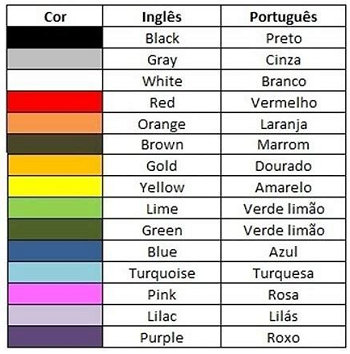 Cor Inglês Português
Black Preto
Gray Cinza
White Branco
Red Vermelho
Orange Laranja
Brown Marrom
Gold Dourado
Yellow Amarelo
Lime Verde limão
Green Verde limão
Blue Azul
Turquoise Turquesa
Pink Rosa
Lilac Lilás
Purple Roxo